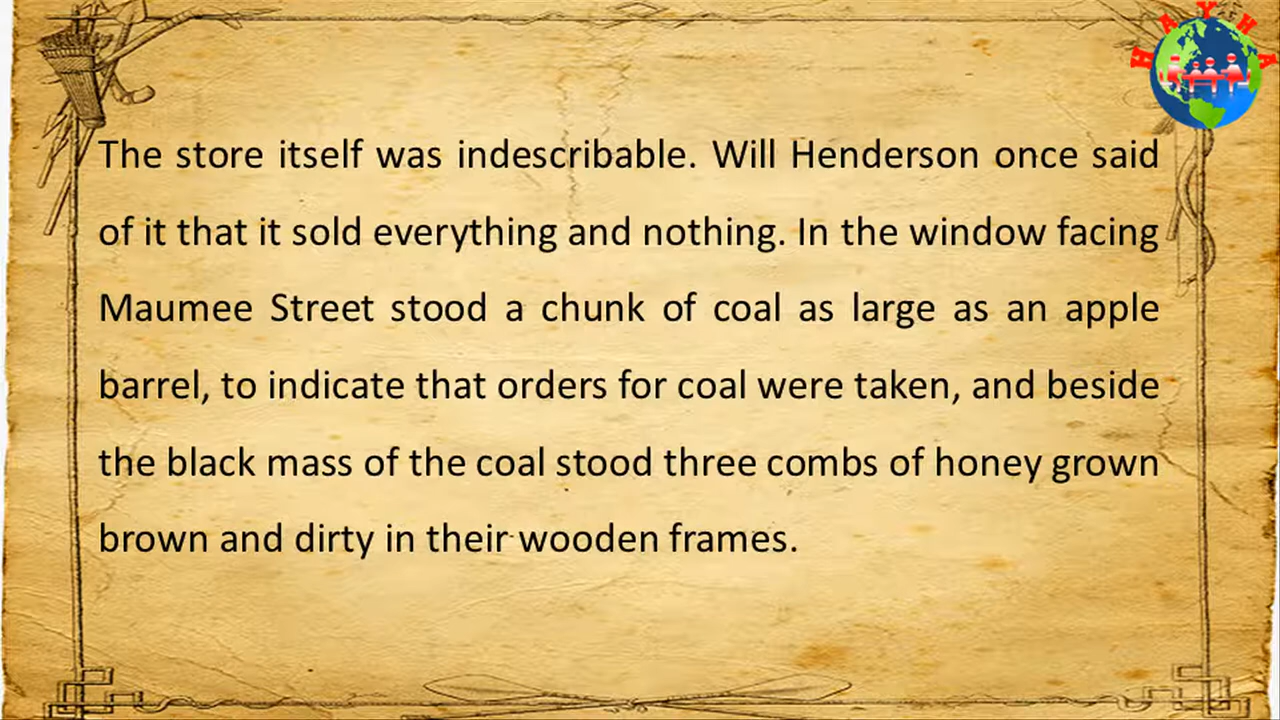 HAYHA
The store itself was indescribable. Will Henderson once said
of it that it sold everything and nothing. In the window facing
Maumee Street stood a chunk of coal as large as an apple
barrel, to indicate that orders for coal were taken, and beside
the black mass of the coal stood three combs of honey grown
brown and dirty in their wooden frames.